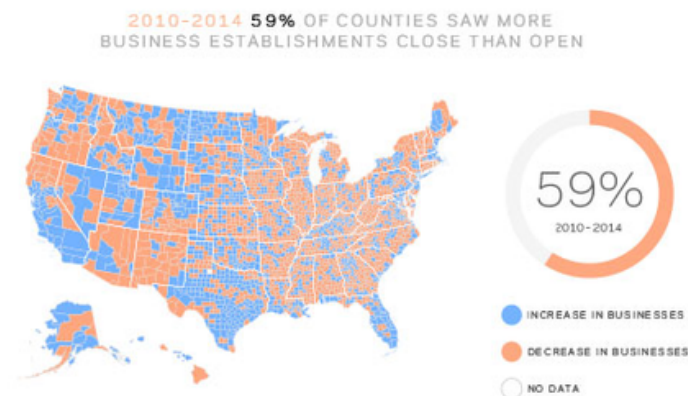 2010-2014 59% OF COUNTIES SAW MORE
BUSINESS ESTABLISHMENTS CLOSE THAN OPEN
59%
2010-2014
INCREASE IN BUSINESSES
DECREASE IN BUSINESSES
NO DATA